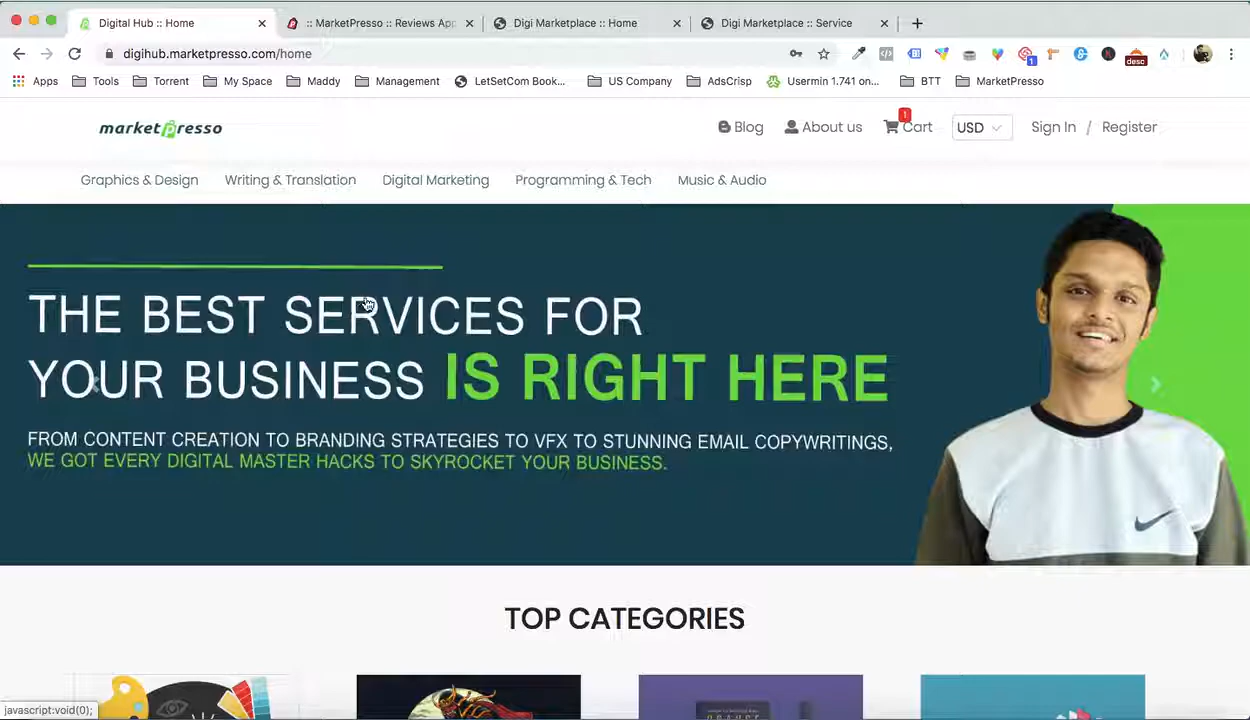 Digital Hub :: Home
:: MarketPresso :: Reviews App
Digi Marketplace :: Home
Digi Marketplace :: Service
digihub.marketpresso.com/home
1
desc
Apps
Tools
Torrent
My Space
Maddy
Management
LetSetCom Book...
US Company
AdsCrisp
Usermin 1.741 on...
BTT
MarketPresso
marketpresso
Blog
About us
1
Cart
USD
Sign In / Register
Graphics & Design
Writing & Translation
Digital Marketing
Programming & Tech
Music & Audio
THE BEST SERVICES FOR
YOUR BUSINESS IS RIGHT HERE
FROM CONTENT CREATION TO BRANDING STRATEGIES TO VFX TO STUNNING EMAIL COPYWRITINGS,
WE GOT EVERY DIGITAL MASTER HACKS TO SKYROCKET YOUR BUSINESS.
TOP CATEGORIES
javascript:void(0);